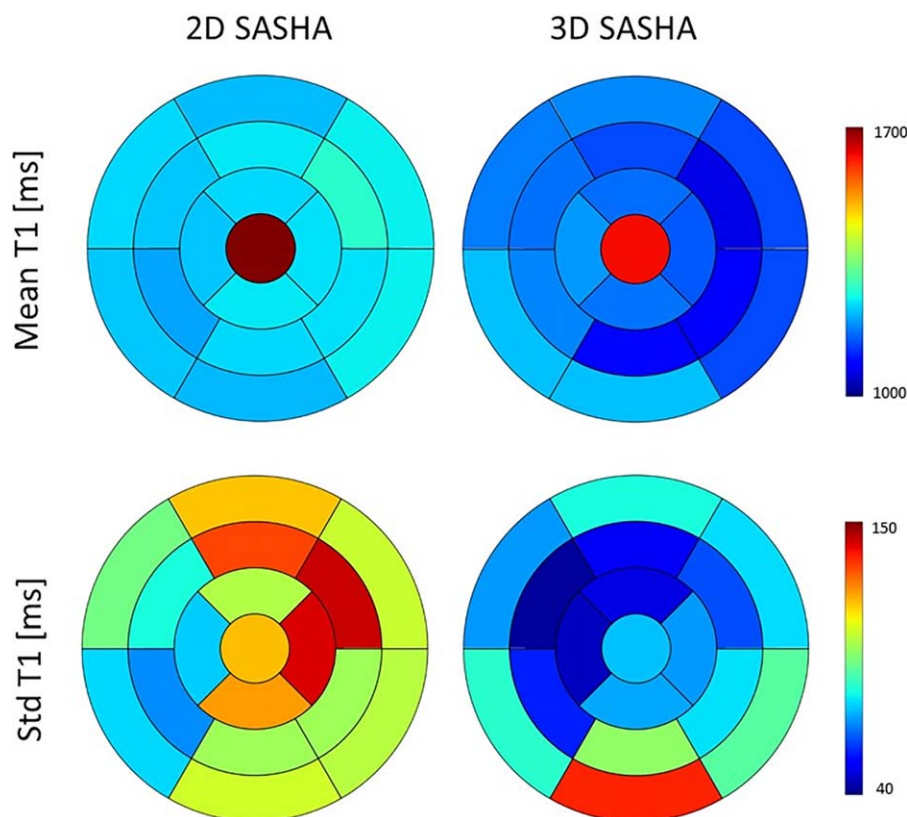 2D SASHA 3D SASHA
Mean T1 [ms]
1700
1000
Std T1 [ms]
150
40